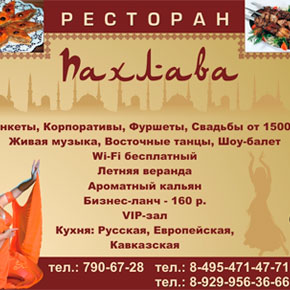 РЕСТОРАН
Пахлава
нкеты, Корпоративы, Фуршеты, Свадьбы от 1500
Живая музыка, Восточные танцы, Шоу-балет
Wi-Fi бесплатный
Летняя веранда
Ароматный кальян
Бизнес-ланч - 160 р.
VIP-зал
Кухня: Русская, Европейская,
Кавказская
тел.: 790-67-28 тел.: 8-495-471-47-71
8-929-956-36-66